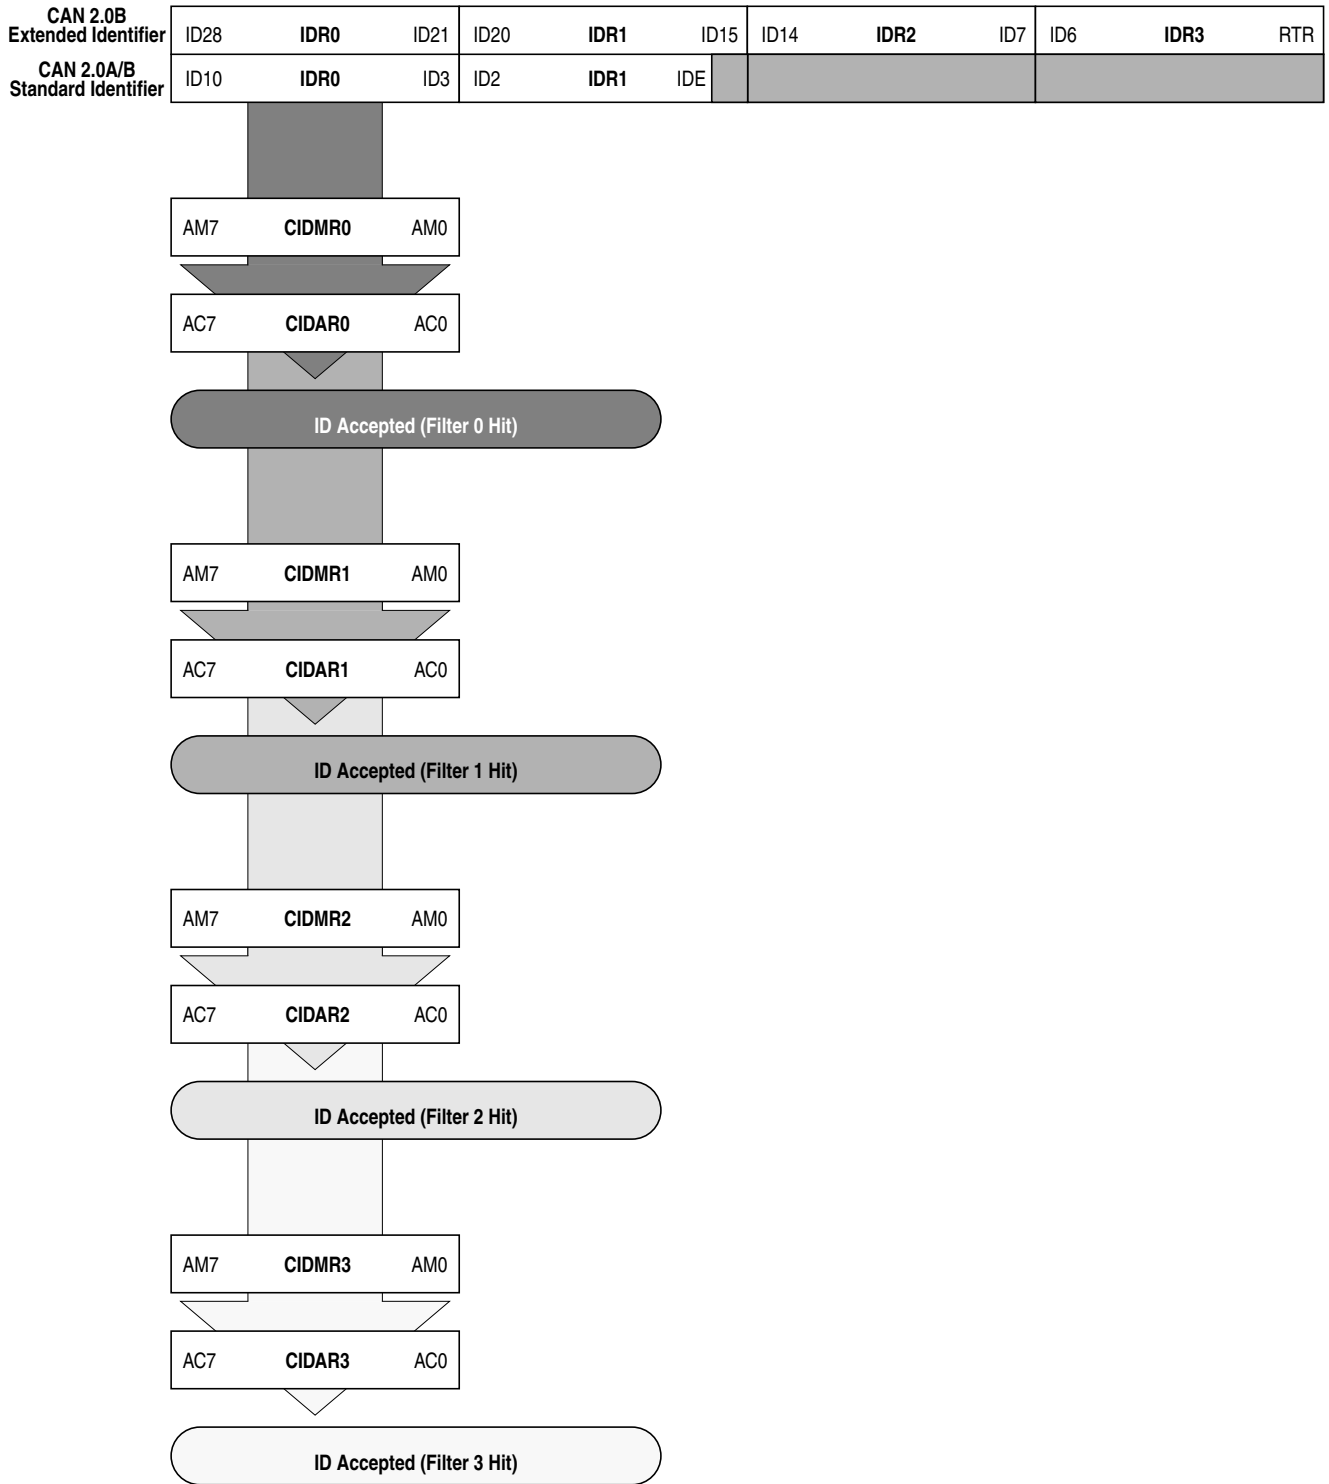 CAN 2.0B
Extended Identifier
ID28 IDR0 ID21 ID20 IDR1 ID15 ID14 IDR2 ID7 ID6 IDR3 RTR
CAN 2.0A/B
Standard Identifier
ID10 IDR0 ID3 ID2 IDR1 IDE
AM7 CIDMR0 AM0
AC7 CIDAR0 AC0
ID Accepted (Filter 0 Hit)
AM7 CIDMR1 AM0
AC7 CIDAR1 AC0
ID Accepted (Filter 1 Hit)
AM7 CIDMR2 AM0
AC7 CIDAR2 AC0
ID Accepted (Filter 2 Hit)
AM7 CIDMR3 AM0
AC7 CIDAR3 AC0
ID Accepted (Filter 3 Hit)